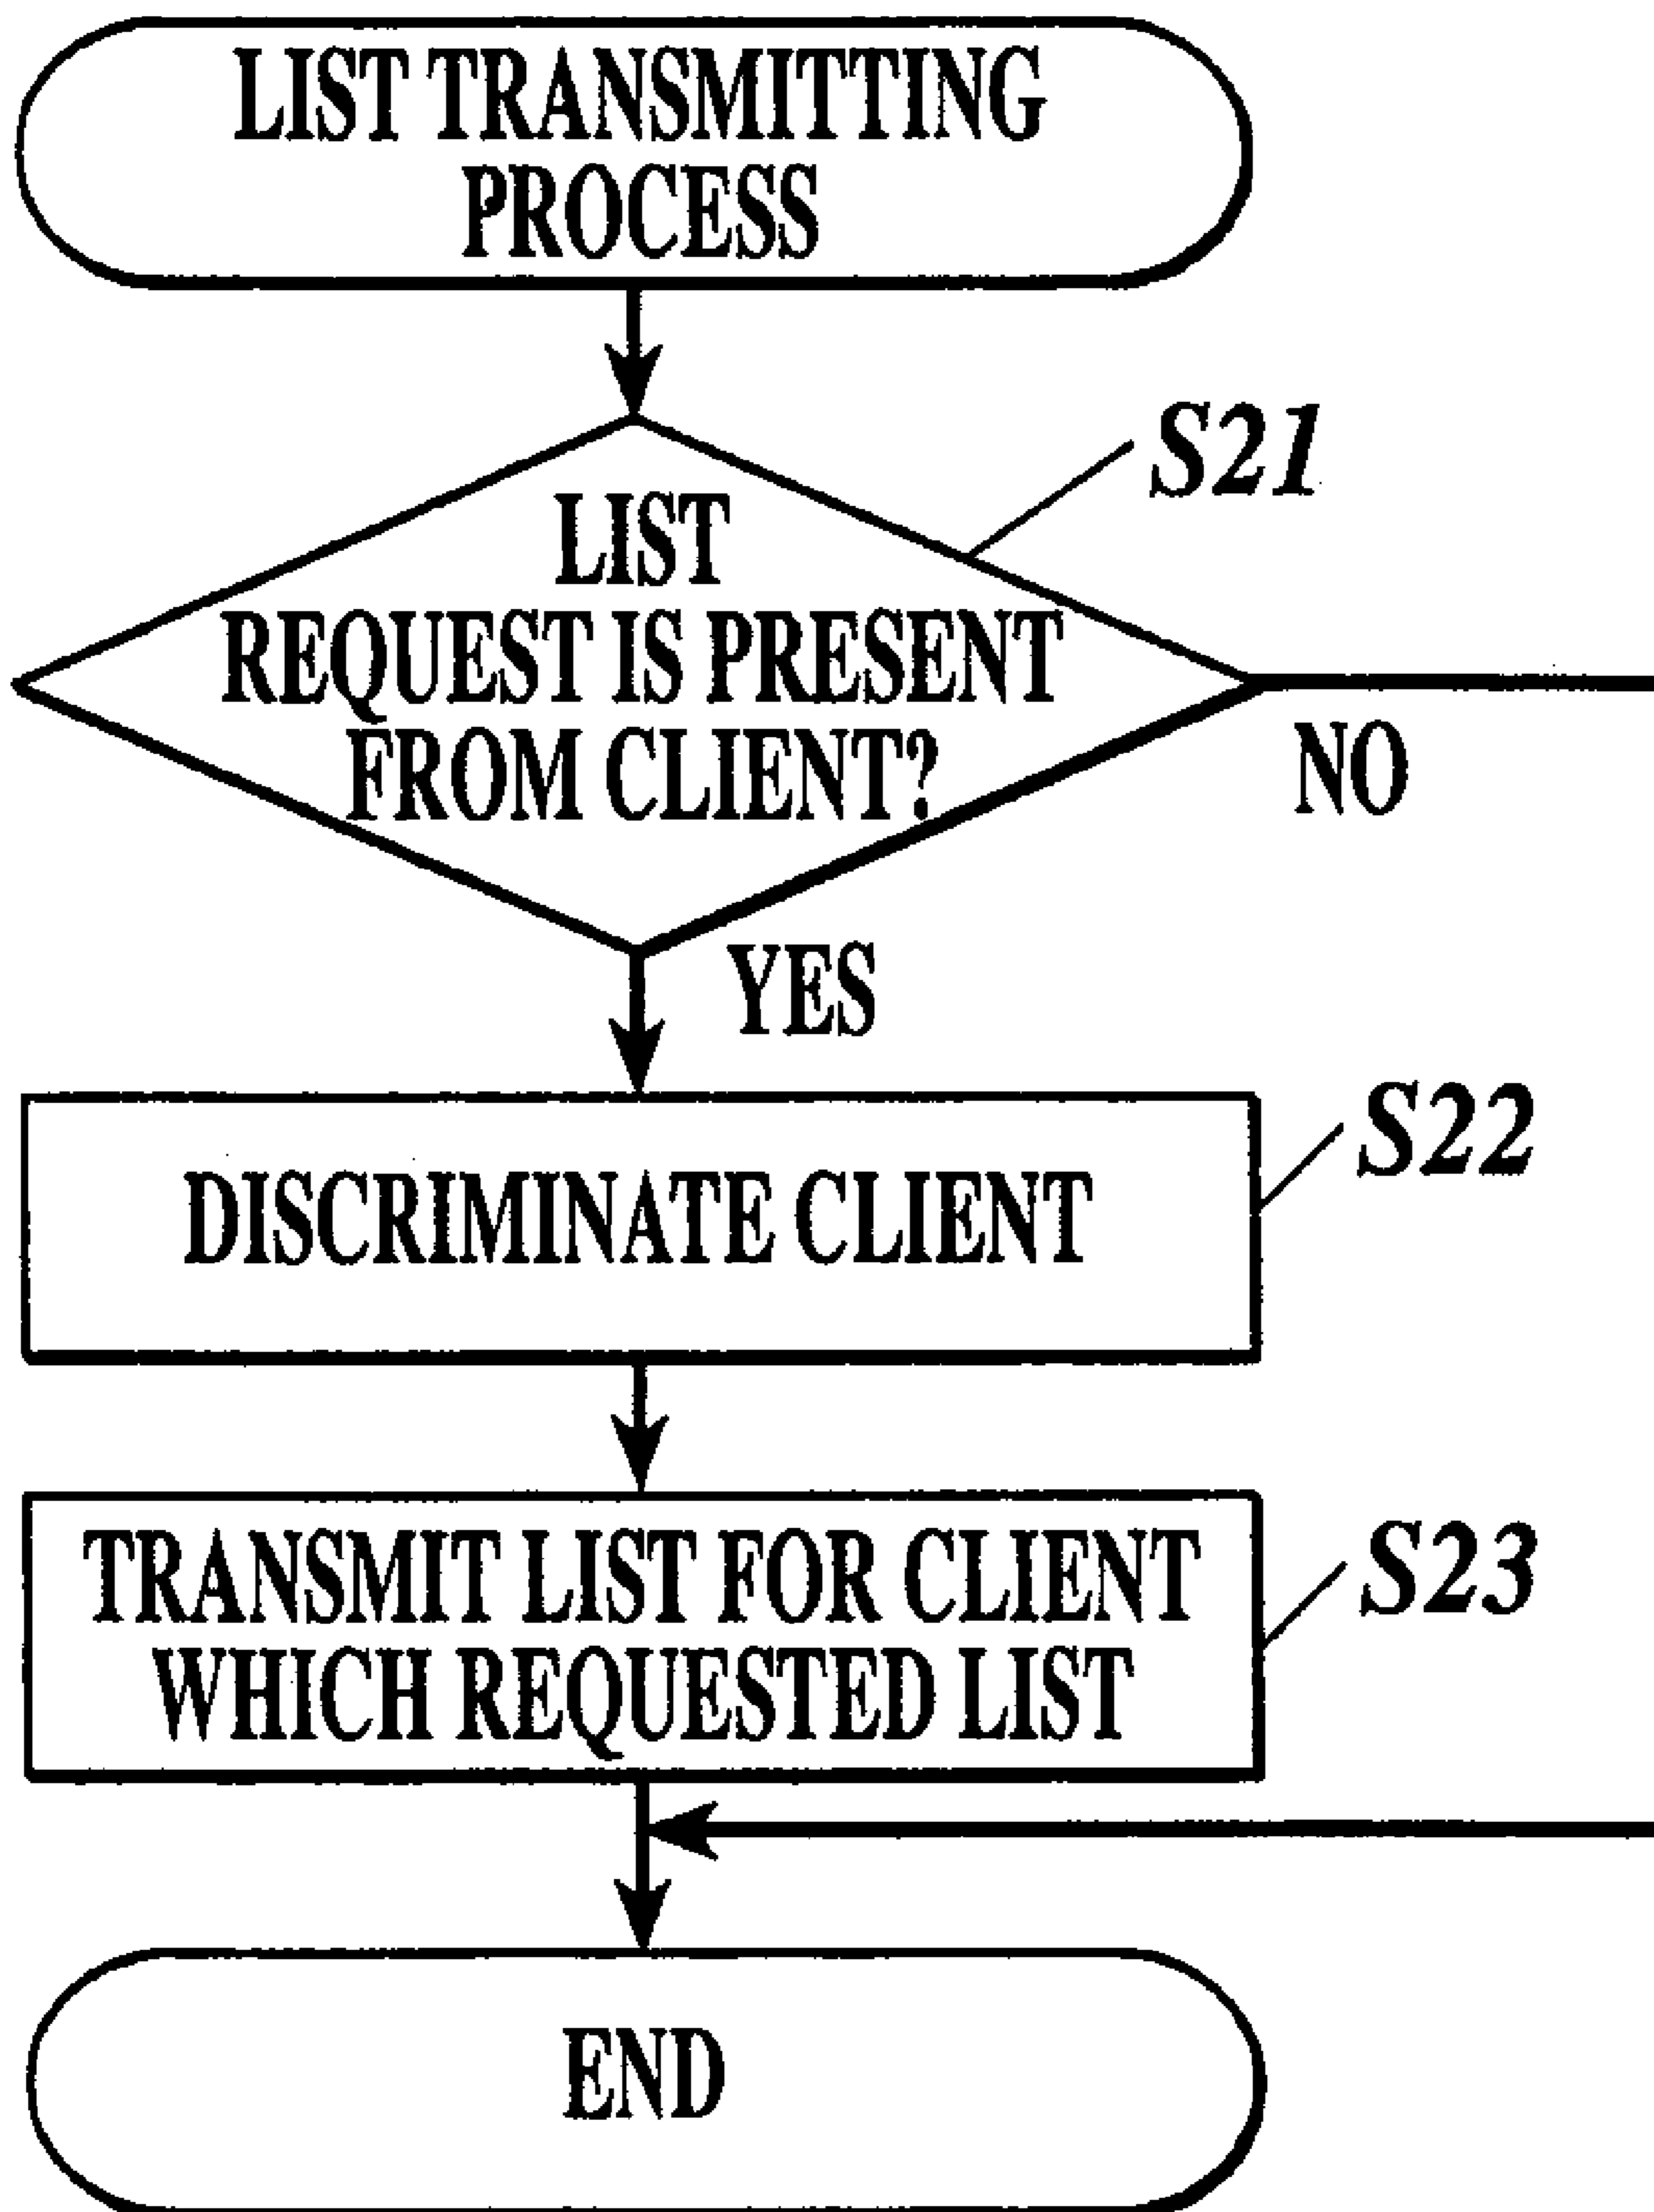 LIST TRANSMITTING
PROCESS
S21
LIST
REQUEST IS PRESENT
FROM CLIENT?
NO
YES
S22
DISCRIMINATE CLIENT
S23
TRANSMIT LIST FOR CLIENT
WHICH REQUESTED LIST
END